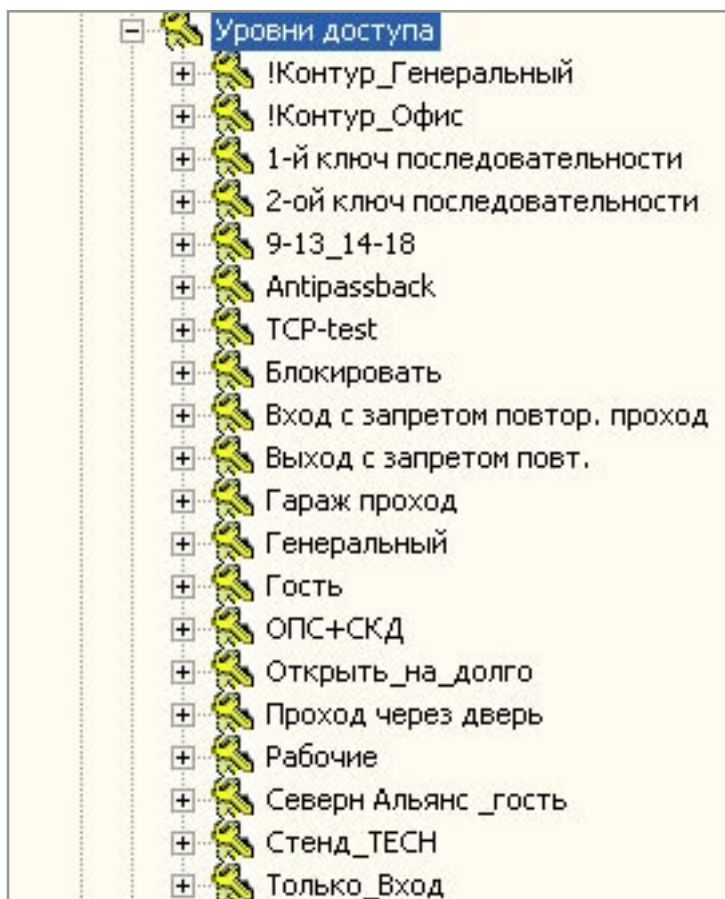 Уровни доступа
!Контур_Генеральный
!Контур_Офис
1-й ключ последовательности
2-ой ключ последовательности
9-13_14-18
Antipassback
TCP-test
Блокировать
Вход с запретом повтор. проход
Выход с запретом повт.
Гараж проход
Генеральный
Гость
ОПС+СКД
Открыть_на_долго
Проход через дверь
Рабочие
Северн Альянс _гость
Стенд_TECH
Только_Вход